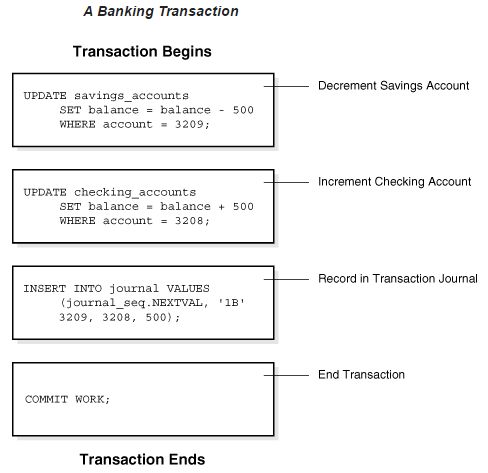 A Banking Transaction
Transaction Begins
UPDATE savings_accounts
SET balance = balance - 500
WHERE account = 3209;
Decrement Savings Account
UPDATE checking_accounts
SET balance = balance + 500
WHERE account = 3208;
Increment Checking Account
INSERT INTO journal VALUES
(journal_seq.NEXTVAL, '1B'
3209, 3208, 500);
Record in Transaction Journal
COMMIT WORK;
End Transaction
Transaction Ends